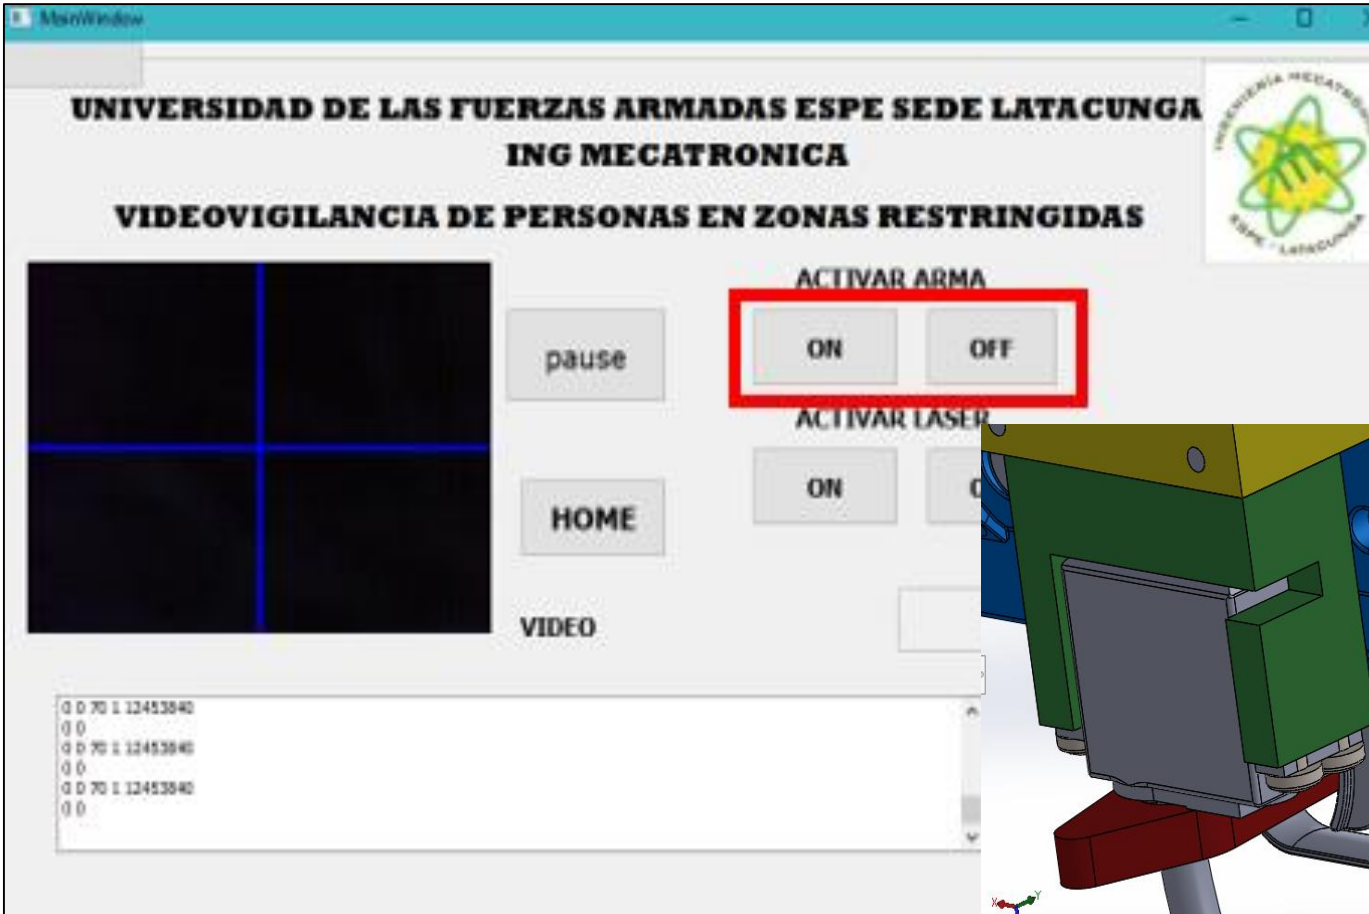 MainWindow
UNIVERSIDAD DE LAS FUERZAS ARMADAS ESPE SEDE LATACUNGA
ING MECATRONICA
VIDEOVIGILANCIA DE PERSONAS EN ZONAS RESTRINGIDAS
ESPE - LATACUNGA
ACTIVAR ARMA
pause
ON
OFF
ACTIVAR LASER
ON
HOME
VIDEO
0 0 70 1 12453840
0 0
0 0 70 1 12453840
0 0
0 0 70 1 12453840
0 0
X
Y